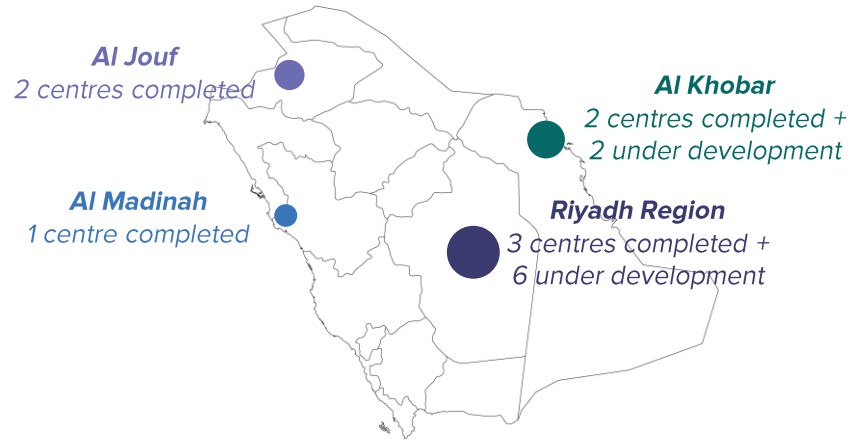 Al Jouf
2 centres completed
Al Khobar
2 centres completed +
2 under development
Al Madinah
1 centre completed
Riyadh Region
3 centres completed +
6 under development